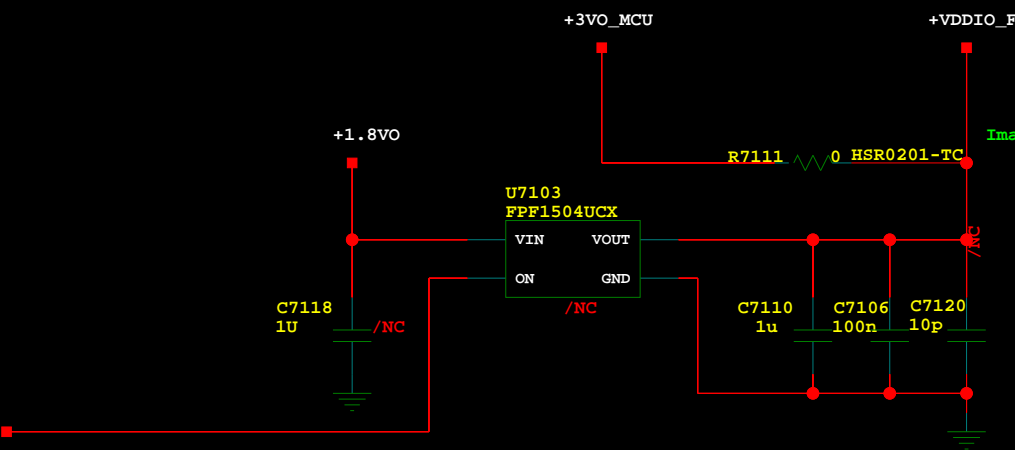 +3VO_MCU
+VDDIO_F
+1.8VO
Ima
R7111 0 HSR0201-TC
U7103
FPF1504UCX
VIN VOUT
/NC
ON GND
C7118
1U /NC
/NC
C7110
1u
C7106
100n
C7120
10p